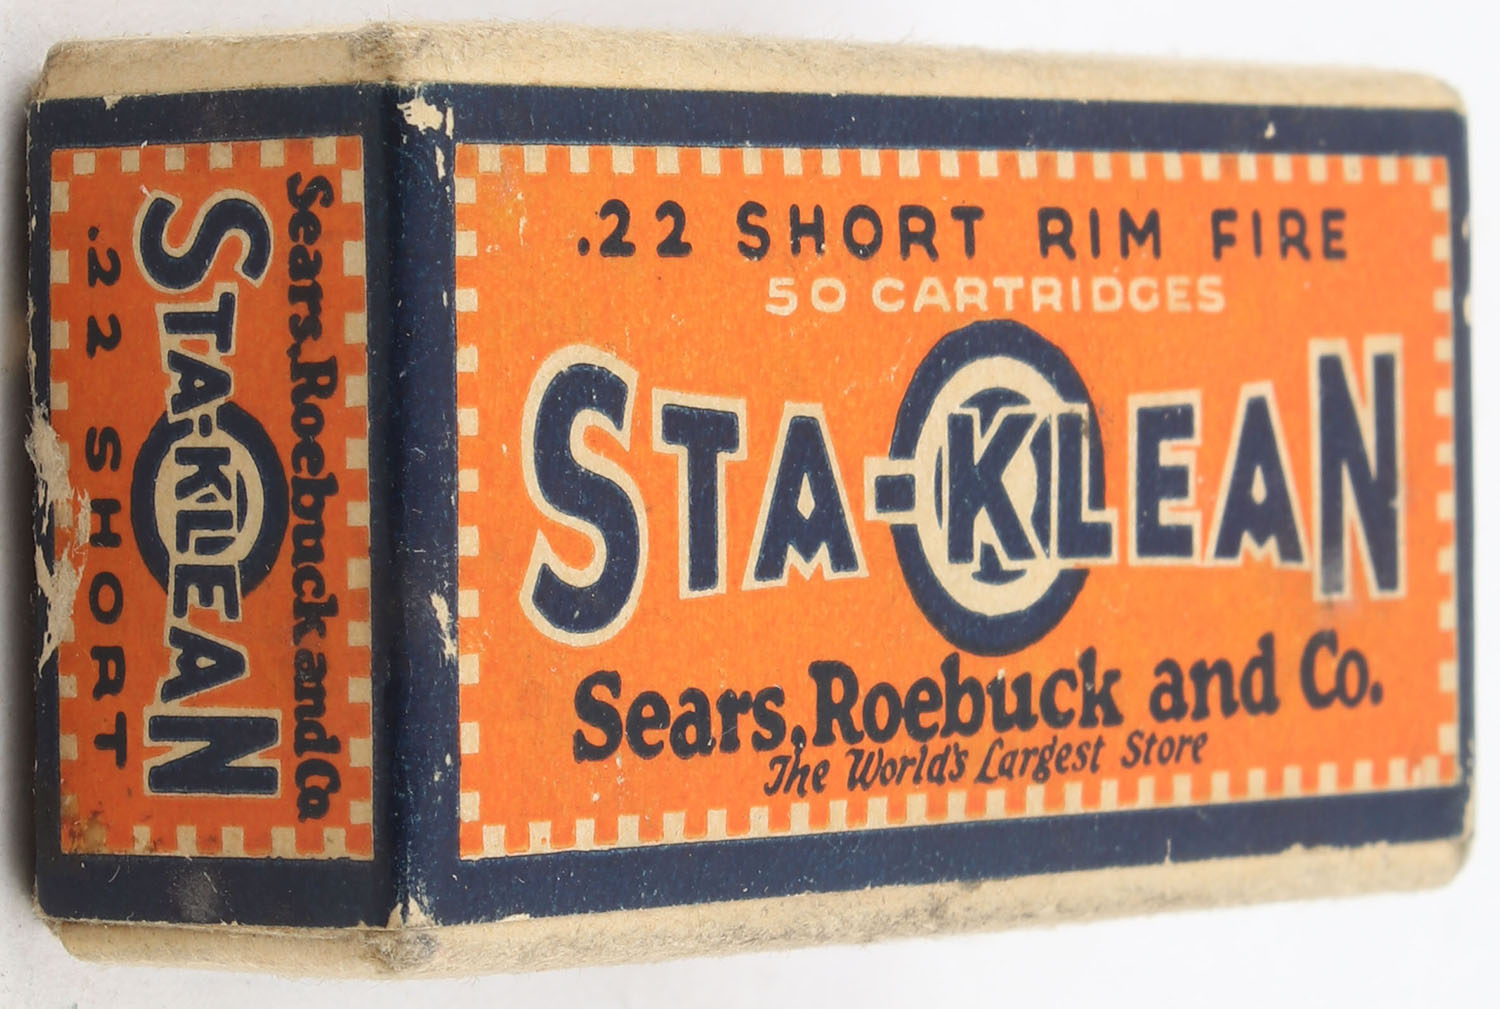 .22 SHORT RIM FIRE
50 CARTRIDGES
STA-KLEAN
Sears, Roebuck and Co.
The World's Largest Store
Sears, Roebuck and Co
STA-KLEAN
.22 SHORT